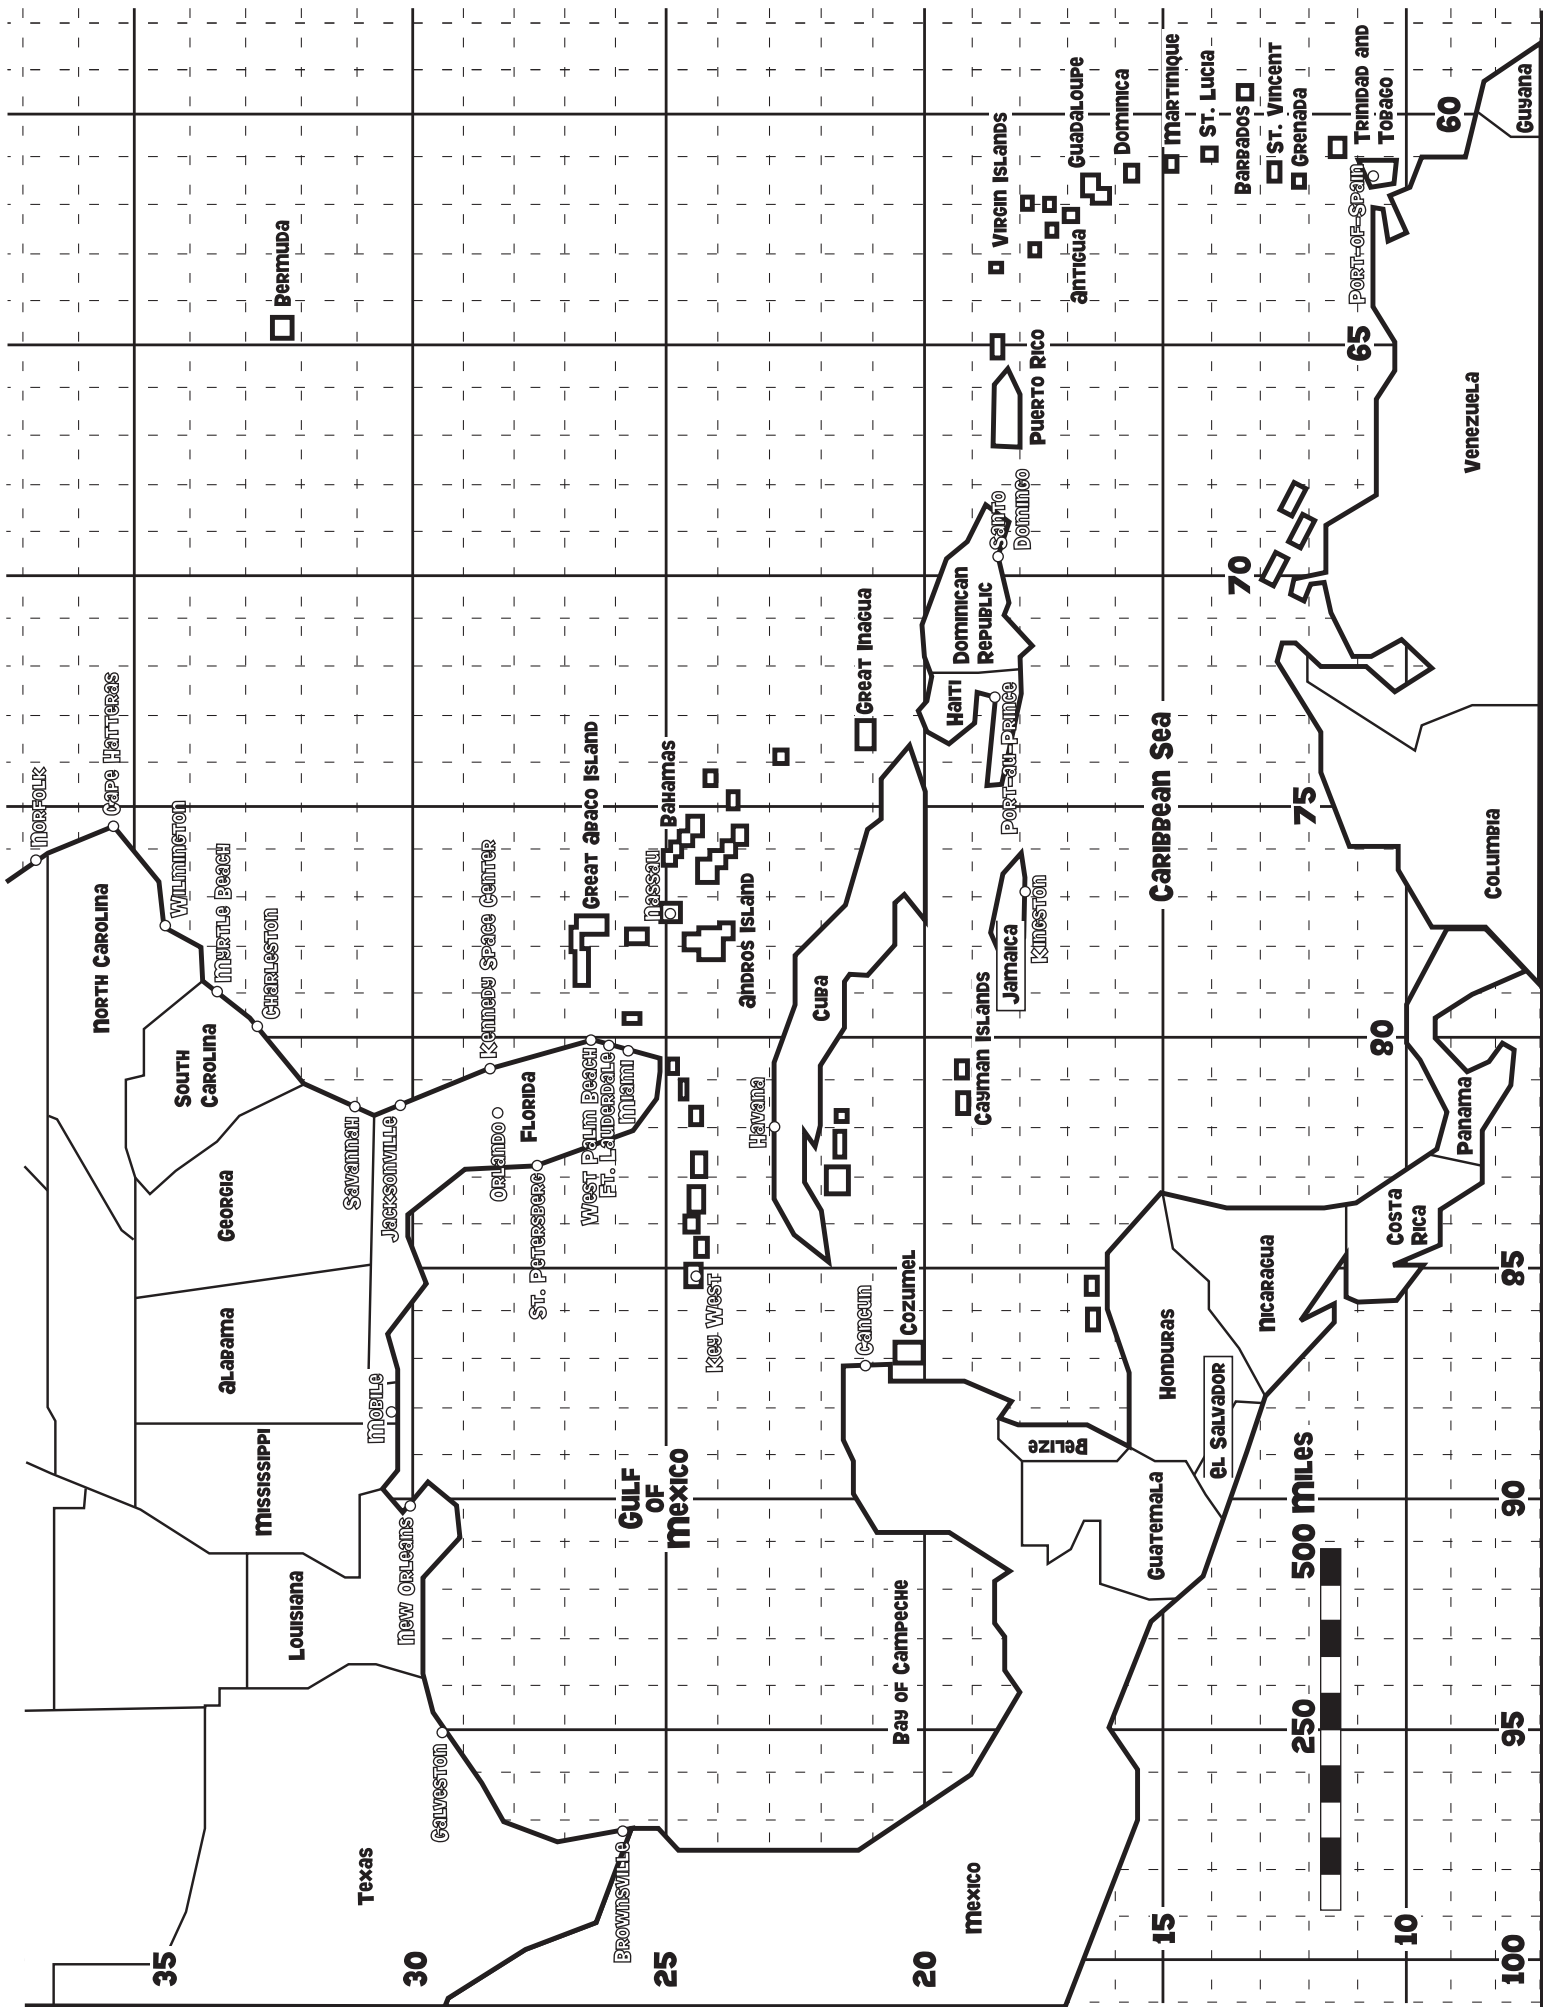 Norfolk
Cape Hatteras
North Carolina
Wilmington
Myrtle Beach
Charleston
South
Carolina
Bermuda
35
Georgia
Alabama
Mississippi
Louisiana
Texas
Savannah
Jacksonville
Mobile
New Orleans
Galveston
30
Kennedy Space Center
Orlando
Florida
St. Petersberg
West Palm Beach
Ft. Lauderdale
Miami
Great Abaco Island
Nassau
Bahamas
Andros Island
Brownsville
Gulf
of
Mexico
25
Key West
Havana
Cuba
Great Inagua
Cancun
Cozumel
Bay of Campeche
20
Mexico
Haiti
Dominican
Republic
Santo
Domingo
Port-au-Prince
Puerto Rico
Virgin Islands
Cayman Islands
Jamaica
Kingston
Antigua
Guadaloupe
Dominica
Martinique
St. Lucia
Barbados
St. Vincent
Grenada
Trinidad and
Tobago
Port-of-Spain
Belize
Caribbean Sea
15
Honduras
Guatemala
El Salvador
Nicaragua
250
500 Miles
10
Costa
Rica
Panama
Columbia
Venezuela
Guyana
100
95
90
85
80
75
70
65
60